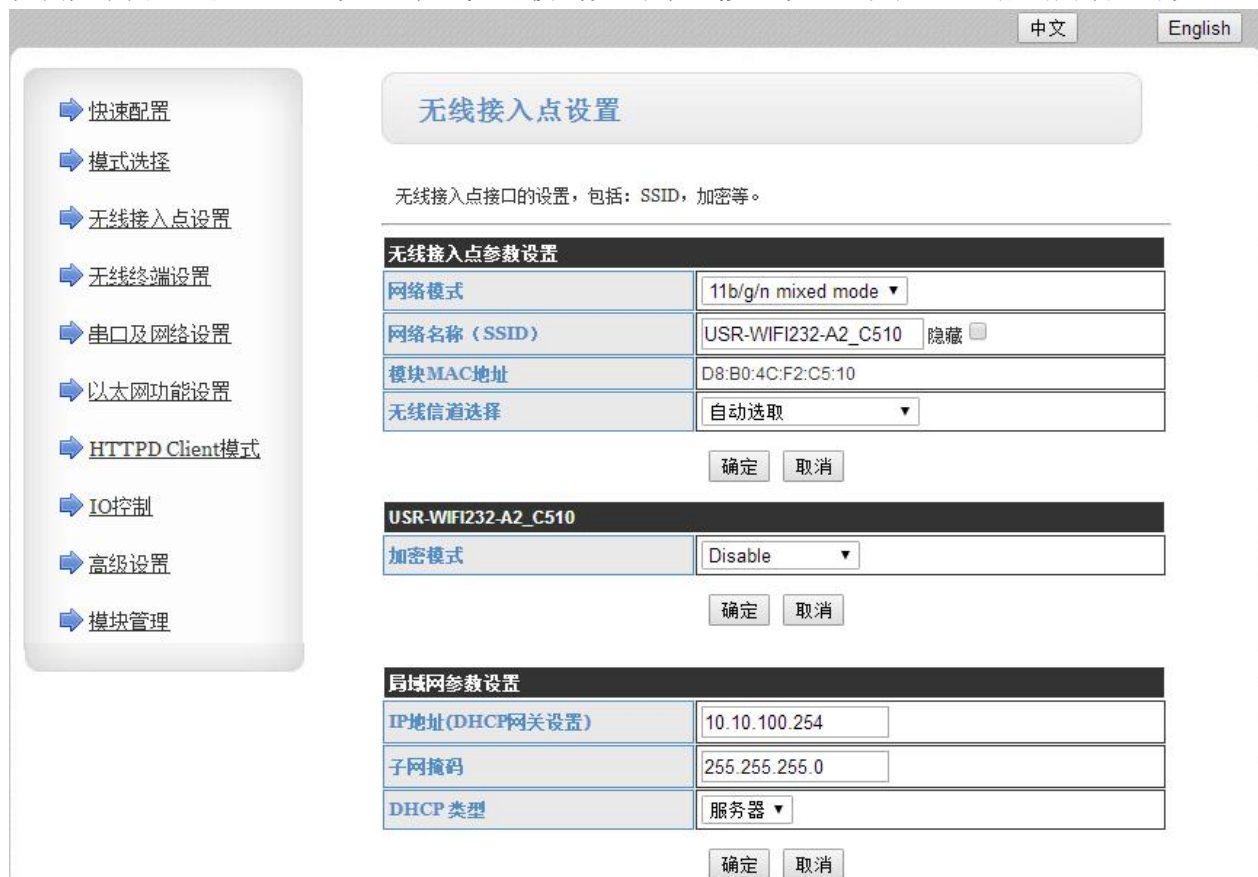 中文 English
快速配置
模式选择
无线接入点设置
无线终端设置
串口及网络设置
以太网功能设置
HTTPD Client模式
IO控制
高级设置
模块管理
无线接入点设置
无线接入点接口的设置，包括：SSID，加密等。
无线接入点参数设置
网络模式 11b/g/n mixed mode
网络名称（SSID） USR-WIFI232-A2_C510 隐藏
模块MAC地址 D8:B0:4C:F2:C5:10
无线信道选择 自动选取
确定 取消
USR-WIFI232-A2_C510
加密模式 Disable
确定 取消
局域网参数设置
IP地址(DHCP网关设置) 10.10.100.254
子网掩码 255.255.255.0
DHCP 类型 服务器
确定 取消